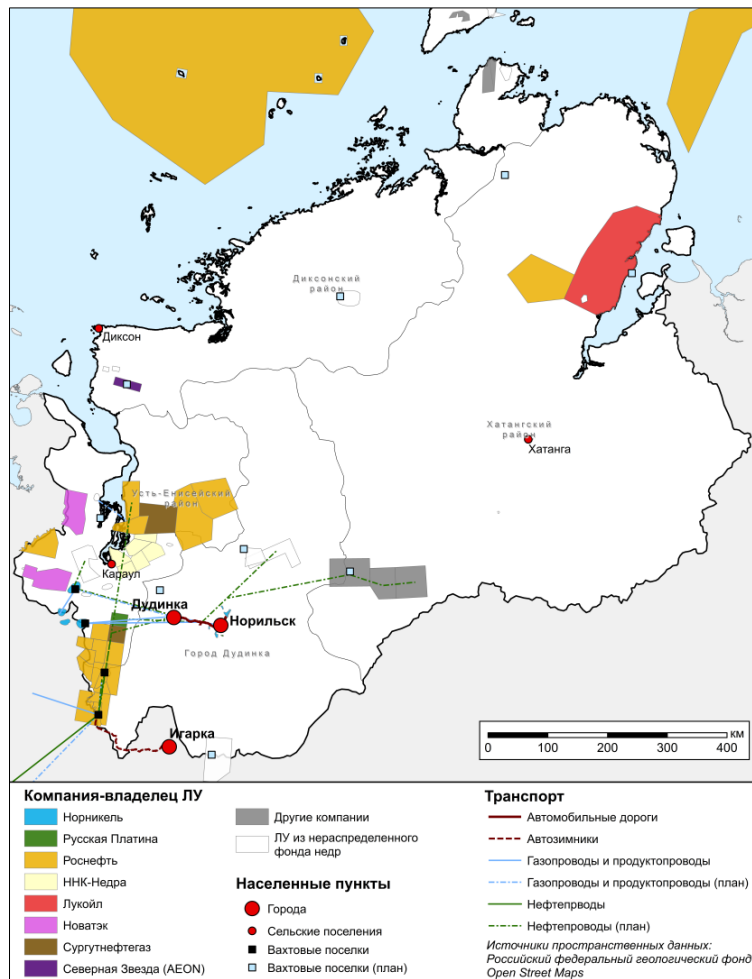 Диксонский
район
Диксон
Хатангский
район
Хатанга
Усть-Енисейский
район
Караул
Дудинка
Норильск
Город Дудинка
Игарка
0 100 200 300 400
км
Компания-владелец ЛУ
Норникель
Русская Платина
Роснефть
ННК-Недра
Лукойл
Новатэк
Сургутнефтегаз
Северная Звезда (AEON)
Другие компании
ЛУ из нераспределенного
фонда недр
Населенные пункты
Города
Сельские поселения
Вахтовые поселки
Вахтовые поселки (план)
Транспорт
Автомобильные дороги
Автозимники
Газопроводы и продуктопроводы
Газопроводы и продуктопроводы (план)
Нефтепрводы
Нефтепроводы (план)
Источники пространственных данных:
Российский федеральный геологический фонд
Open Street Maps